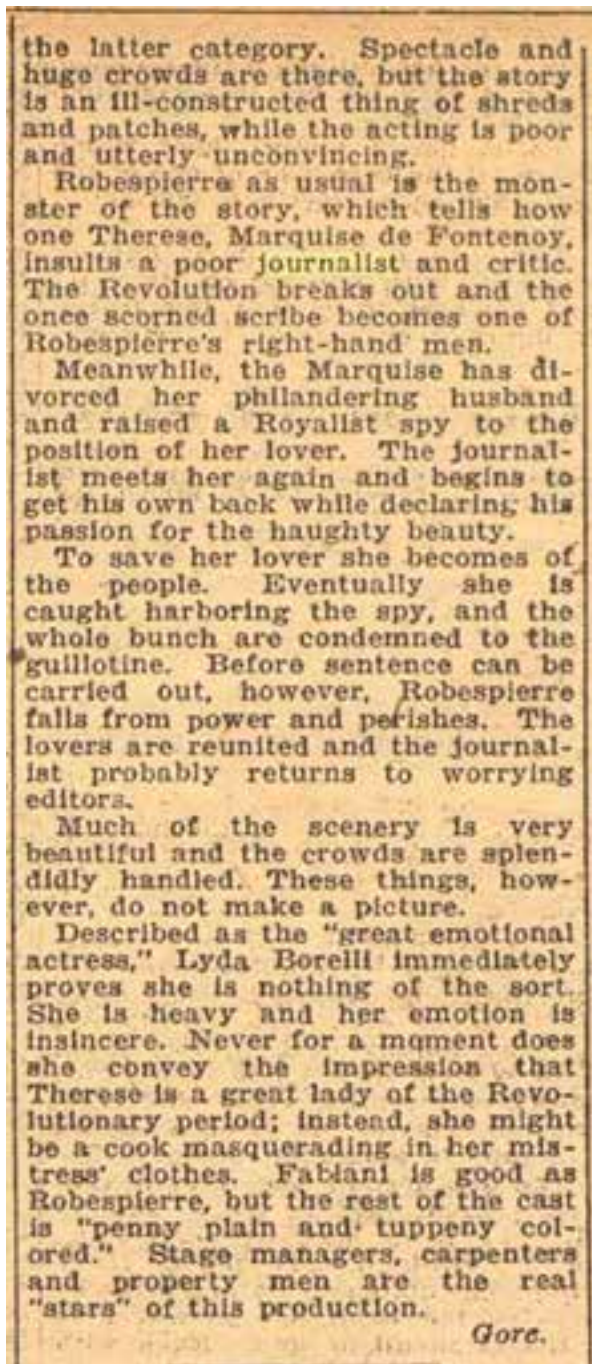 the latter category. Spectacle and
huge crowds are there, but the story
is an ill-constructed thing of shreds
and patches, while the acting is poor
and utterly unconvincing.
Robespierre as usual is the mon-
ster of the story, which tells how
one Therese, Marquise de Fontenoy,
insults a poor journalist and critic.
The Revolution breaks out and the
once scorned scribe becomes one of
Robespierre's right-hand men.
Meanwhile, the Marquise has di-
vorced her philandering husband
and raised a Royalist spy to the
position of her lover. The journal-
ist meets her again and begins to
get his own back while declaring his
passion for the haughty beauty.
To save her lover she becomes of
the people. Eventually she is
caught harboring the spy, and the
whole bunch are condemned to the
guillotine. Before sentence can be
carried out, however, Robespierre
falls from power and perishes. The
lovers are reunited and the journal-
ist probably returns to worrying
editors.
Much of the scenery is very
beautiful and the crowds are splen-
didly handled. These things, how-
ever, do not make a picture.
Described as the "great emotional
actress," Lyda Borelli immediately
proves she is nothing of the sort.
She is heavy and her emotion is
insincere. Never for a moment does
she convey the impression that
Therese is a great lady of the Revo-
lutionary period; instead, she might
be a cook masquerading in her mis-
tress' clothes. Fabiani is good as
Robespierre, but the rest of the cast
is "penny plain and tuppeny col-
ored." Stage managers, carpenters
and property men are the real
"stars" of this production.
Gore.